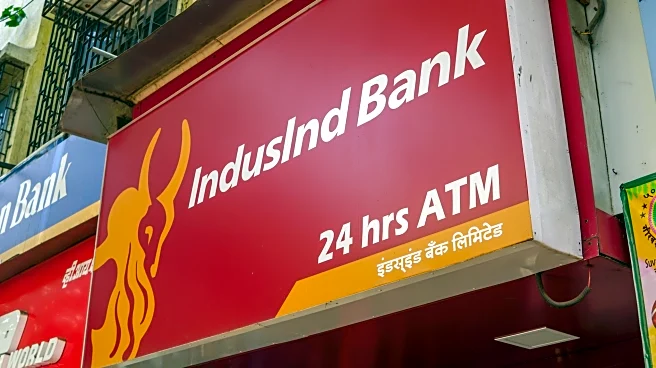 IndusInd Bank
24 hrs ATM
इंडसइंड बैंक लिमिटेड
n Bank
WORLD